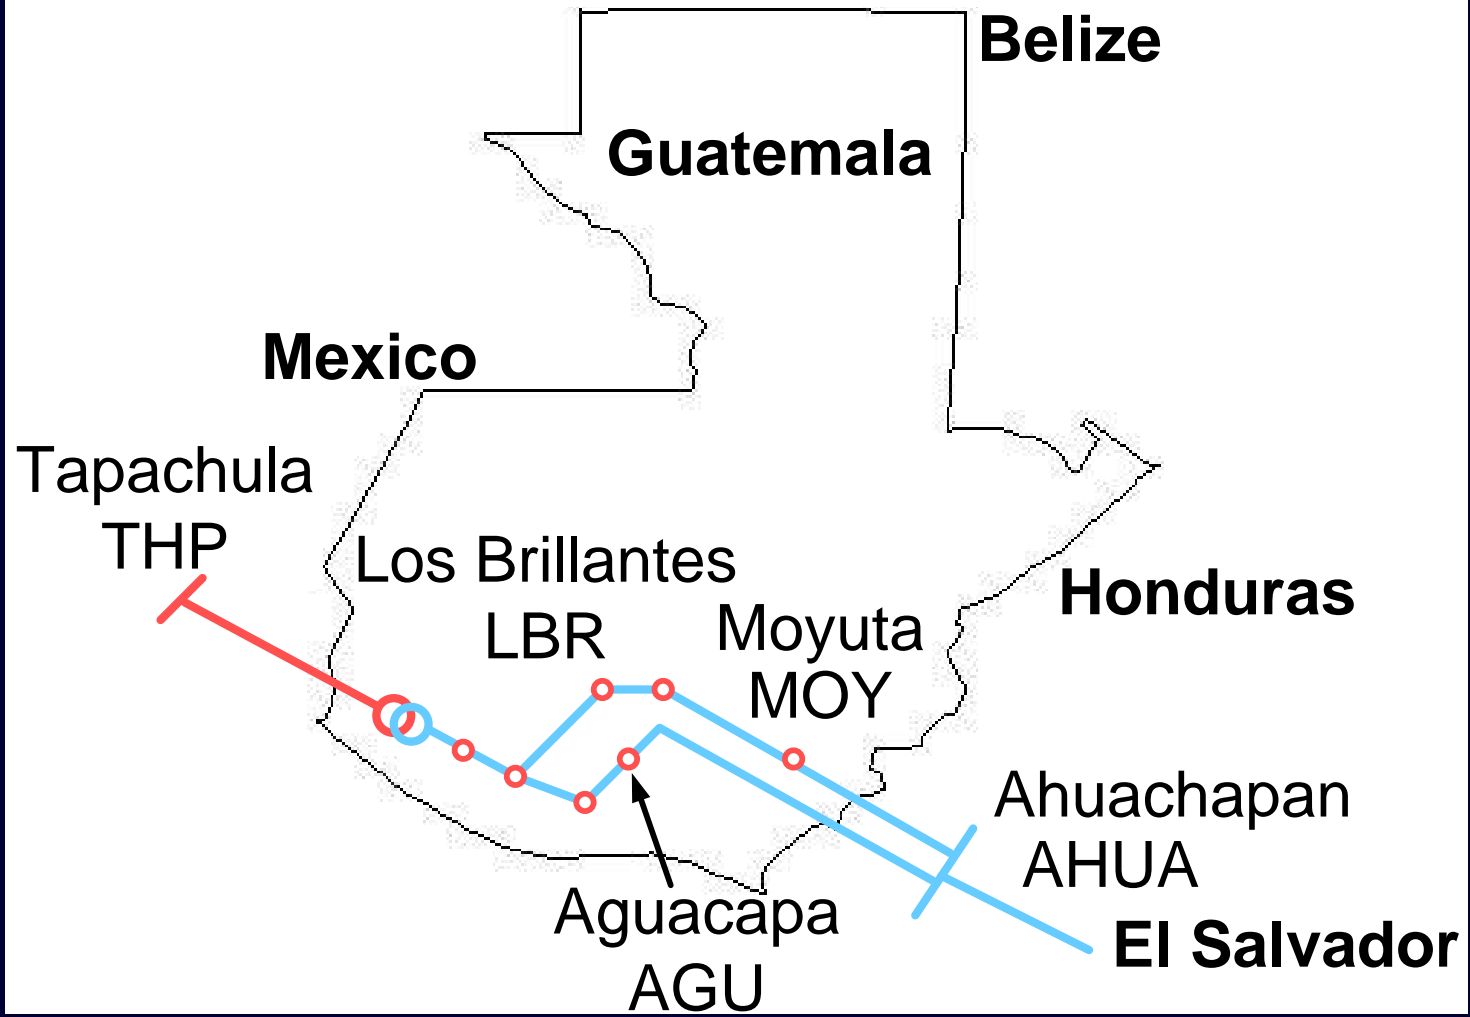 Belize
Guatemala
Mexico
Tapachula
THP
Los Brillantes
LBR
Moyuta
MOY
Honduras
Ahuachapan
AHUA
Aguacapa
AGU
El Salvador